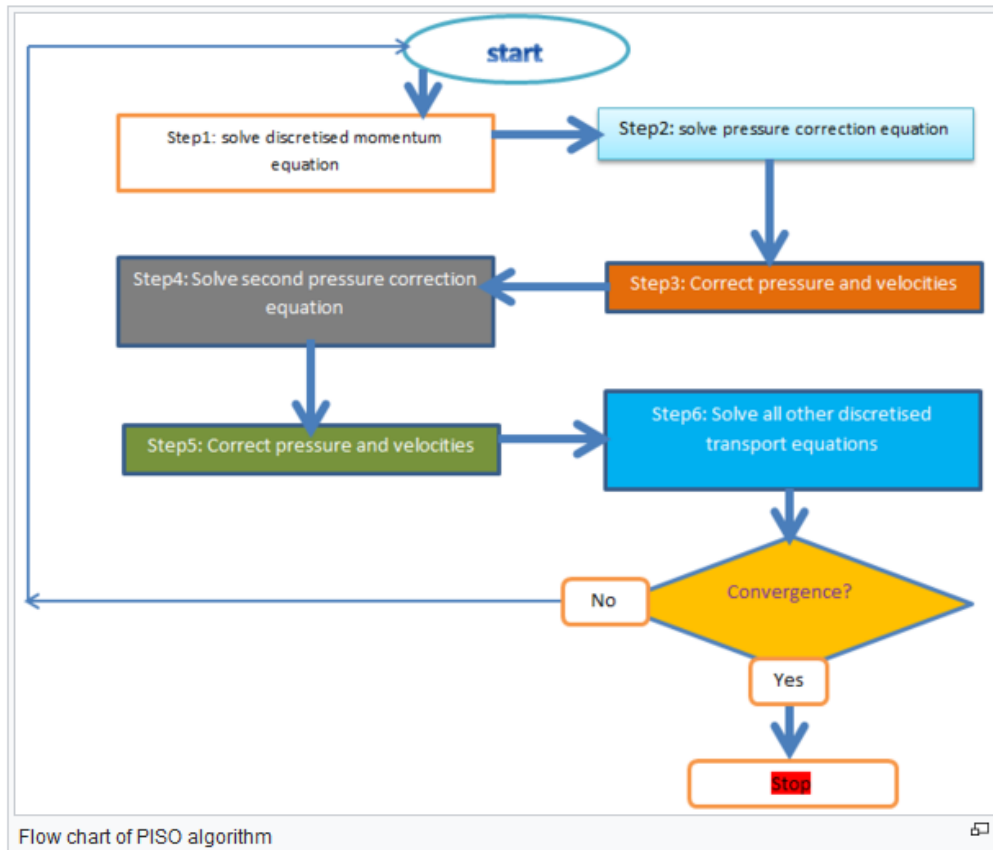 start
Step1: solve discretised momentum
equation
Step2: solve pressure correction equation
Step3: Correct pressure and velocities
Step4: Solve second pressure correction
equation
Step5: Correct pressure and velocities
Step6: Solve all other discretised
transport equations
Convergence?
No
Yes
Stop
Flow chart of PISO algorithm